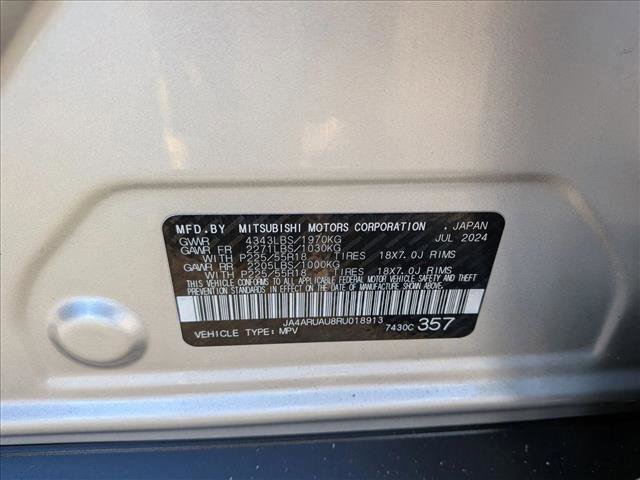 MFD.BY MITSUBISHI MOTORS CORPORATION . JAPAN
GVWR 4343LBS/1970KG JUL 2024
GAWR FR 2271LBS/1030KG
WITH P225/55R18 TIRES 18X7.0J RIMS
GAWR RR 2205LBS/1000KG
WITH P225/55R18 TIRES 18X7.0J RIMS
THIS VEHICLE CONFORMS TO ALL APPLICABLE FEDERAL MOTOR VEHICLE SAFETY AND THEFT
PREVENTION STANDARDS IN EFFECT ON THE DATE OF MANUFACTURE SHOWN ABOVE.
JA4ARUAU8RU018913
VEHICLE TYPE: MPV 7430C 357